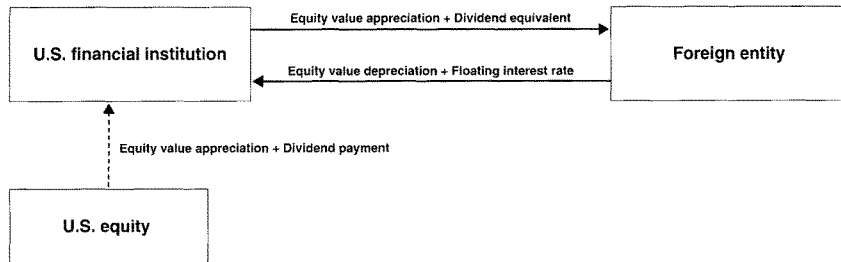 Equity value appreciation + Dividend equivalent
U.S. financial institution
Foreign entity
Equity value depreciation + Floating interest rate
Equity value appreciation + Dividend payment
U.S. equity